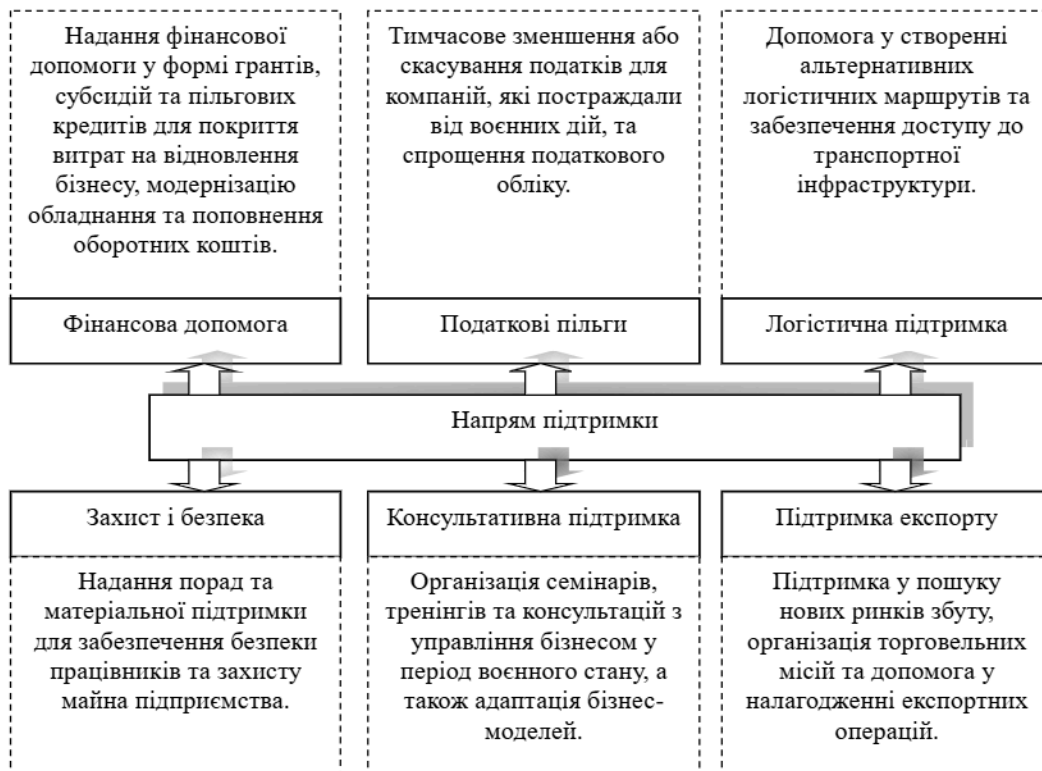 Надання фінансової
допомоги у формі грантів,
субсидій та пільгових
кредитів для покриття
витрат на відновлення
бізнесу, модернізацію
обладнання та поповнення
оборотних коштів.
Фінансова допомога
Тимчасове зменшення або
скасування податків для
компаній, які постраждали
від воєнних дій, та
спрощення податкового
обліку.
Податкові пільги
Допомога у створенні
альтернативних
логістичних маршрутів та
забезпечення доступу до
транспортної
інфраструктури.
Логістична підтримка
Напрям підтримки
Захист і безпека
Надання порад та
матеріальної підтримки
для забезпечення безпеки
працівників та захисту
майна підприємства.
Консультативна підтримка
Організація семінарів,
тренінгів та консультацій з
управління бізнесом у
період воєнного стану, а
також адаптація бізнес-
моделей.
Підтримка експорту
Підтримка у пошуку
нових ринків збуту,
організація торговельних
місій та допомога у
налагодженні експортних
операцій.